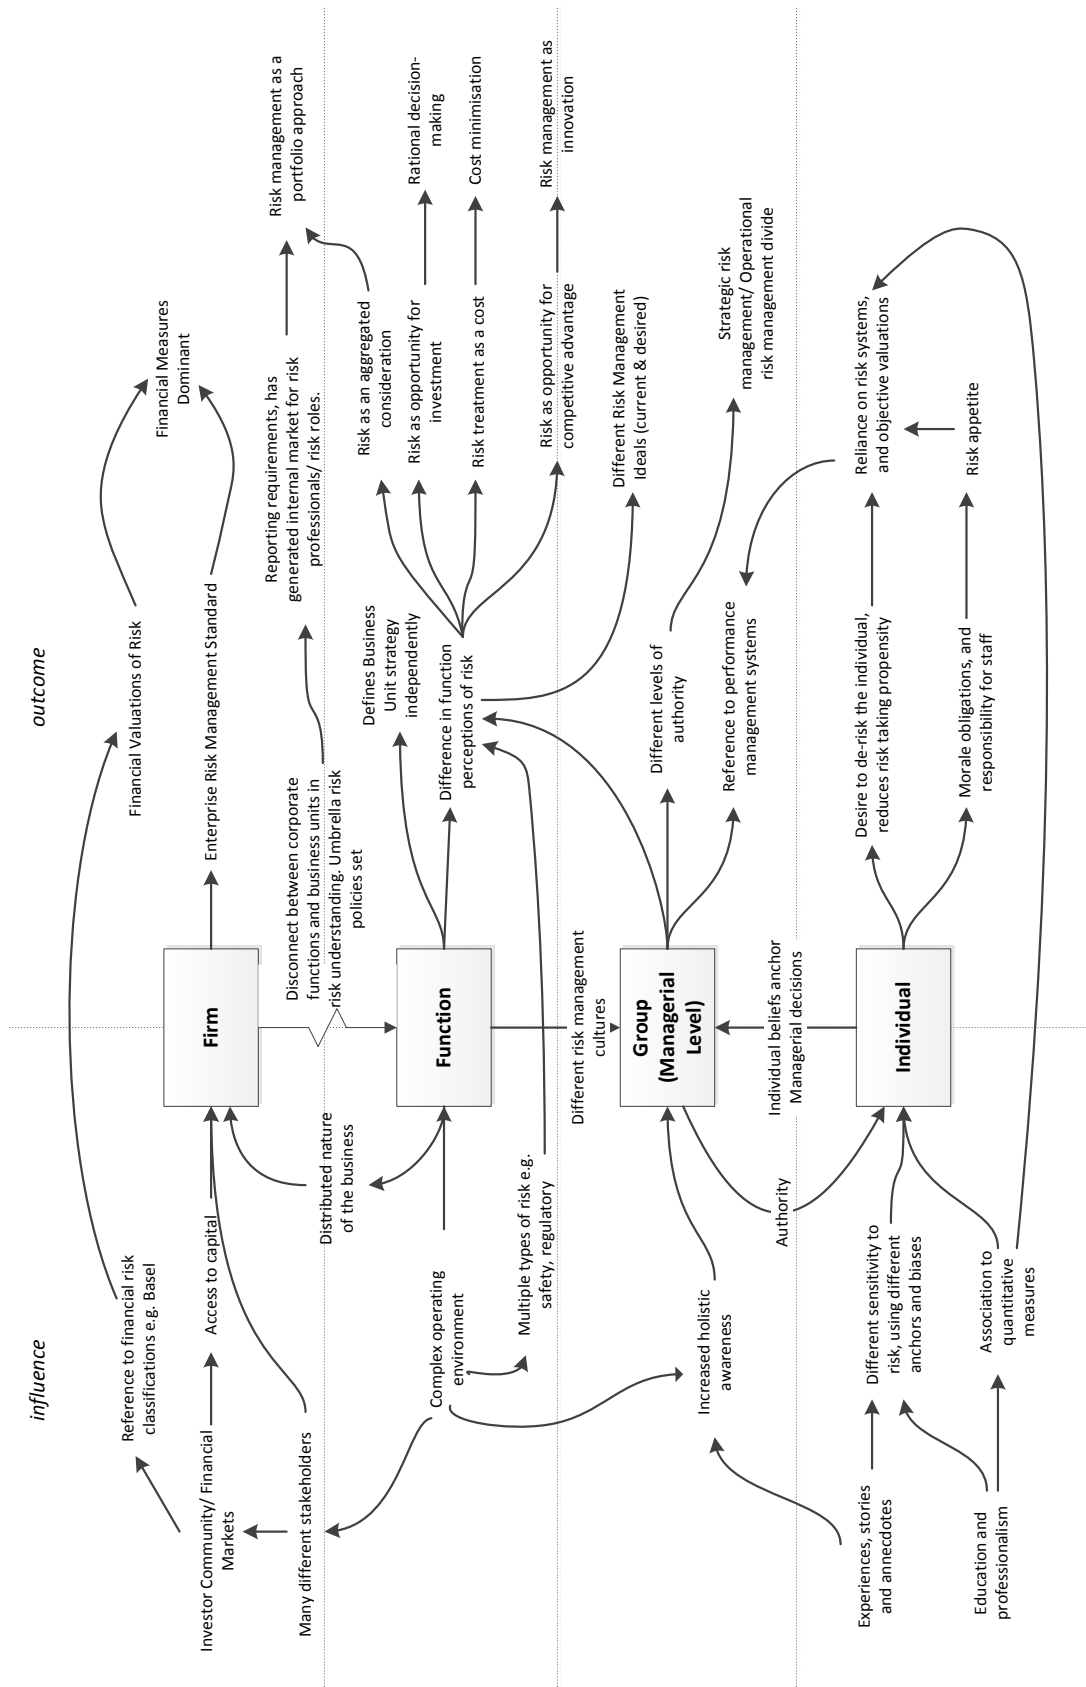 influence
outcome
Reference to financial risk
classifications e.g. Basel
Financial Valuations of Risk
Financial Measures
Dominant
Investor Community/ Financial
Markets
Access to capital
Firm
Enterprise Risk Management Standard
Many different stakeholders
Distributed nature
of the business
Disconnect between corporate
functions and business units in
risk understanding. Umbrella risk
policies set
Reporting requirements, has
generated internal market for risk
professionals/ risk roles.
Risk management as a
portfolio approach
Complex operating
environment
Function
Defines Business
Unit strategy
independently
Difference in function
perceptions of risk
Risk as an aggregated
consideration
Risk as opportunity for
investment
Rational decision-
making
Risk treatment as a cost
Cost minimisation
Risk as opportunity for
competitive advantage
Risk management as
innovation
Multiple types of risk e.g.
safety, regulatory
Different risk management
cultures
Different Risk Management
Ideals (current & desired)
Increased holistic
awareness
Group
(Managerial
Level)
Different levels of
authority
Reference to performance
management systems
Strategic risk
management/ Operational
risk management divide
Authority
Individual beliefs anchor
Managerial decisions
Experiences, stories
and annecdotes
Different sensitivity to
risk, using different
anchors and biases
Individual
Desire to de-risk the individual,
reduces risk taking propensity
Reliance on risk systems,
and objective valuations
Education and
professionalism
Association to
quantitative
measures
Morale obligations, and
responsibility for staff
Risk appetite